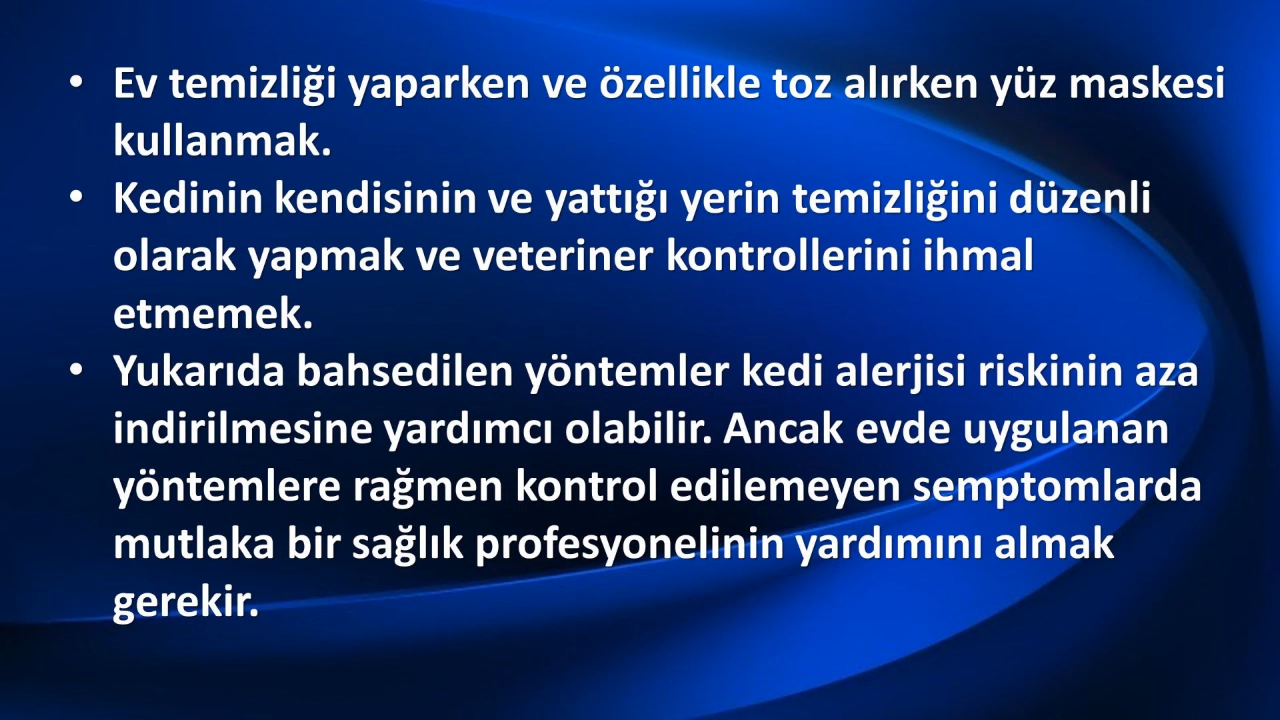 • Ev temizliği yaparken ve özellikle toz alırken yüz maskesi
kullanmak.
• Kedinin kendisinin ve yattığı yerin temizliğini düzenli
olarak yapmak ve veteriner kontrollerini ihmal
etmemek.
• Yukarıda bahsedilen yöntemler kedi alerjisi riskinin aza
indirilmesine yardımcı olabilir. Ancak evde uygulanan
yöntemlere rağmen kontrol edilemeyen semptomlarda
mutlaka bir sağlık profesyonelinin yardımını almak
gerekir.